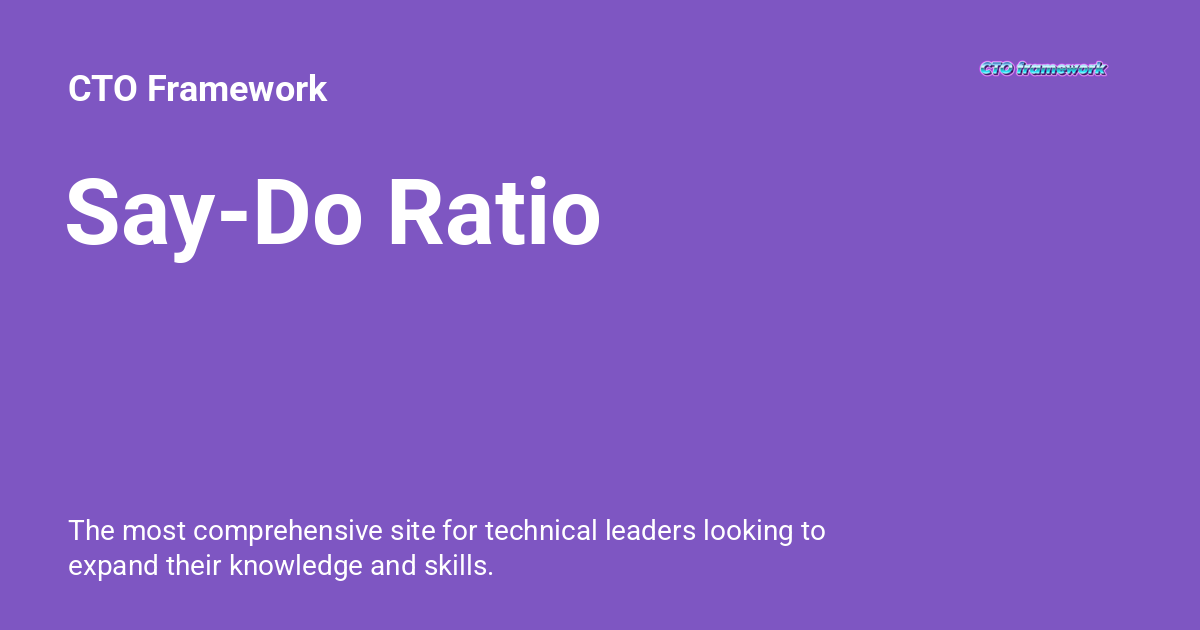 CTO Framework
CTO framework
Say-Do Ratio
The most comprehensive site for technical leaders looking to
expand their knowledge and skills.